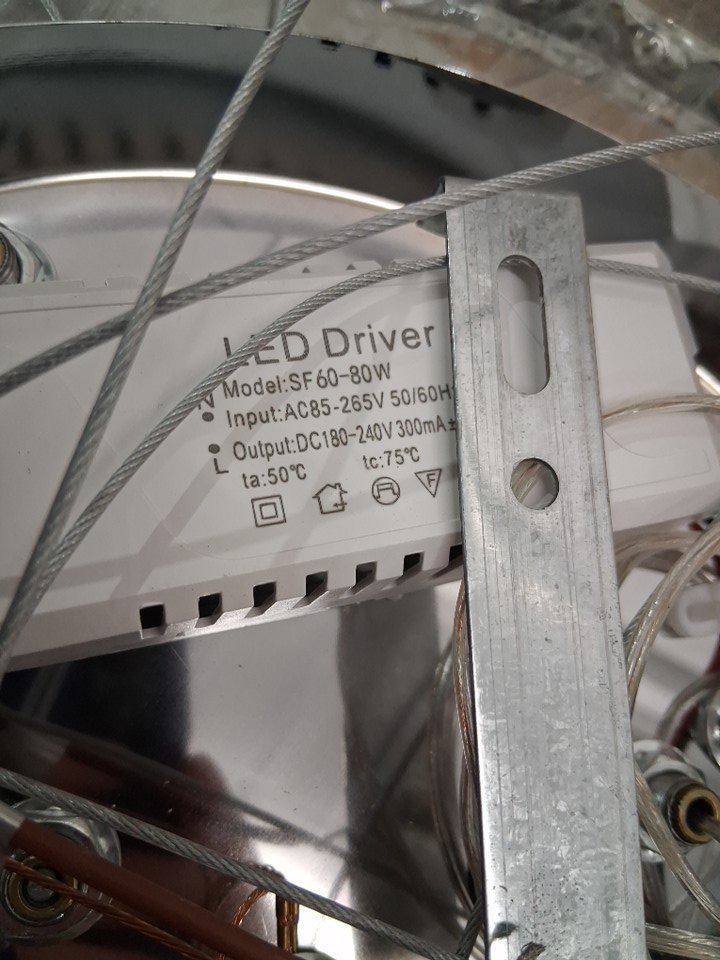 LED Driver
Model:SF60-80W
N
Input:AC85-265V 50/60H
Output:DC180-240V 300mA±
L
ta:50℃ tc:75℃
F